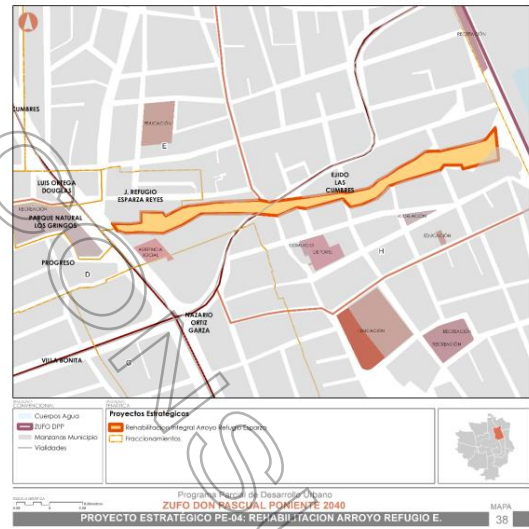 RECREACIÓN
CUMBRES
EDUCACIÓN
E
LUIS ORTEGA
DOUGLAS
J. REFUGIO
ESPARZA REYES
EJIDO
LAS
CUMBRES
RECREACIÓN
PARQUE NATURAL
LOS GRINGOS
EDUCACIÓN
ASISTENCIA
SOCIAL
COMERCIO
DEPORTE
H
PROGRESO
D
NAZARIO
ORTIZ
GARZA
EDUCACIÓN
RECREACIÓN
RECREACIÓN
VILLA BONITA
G
CONS
Cuerpos Agua
ZUFO DPP
Manzanas Municipio
Vialidades
Proyectos Estratégicos
Rehabilitación Integral Arroyo Refugio Esparza
Fraccionamientos
Programa Parcial de Desarrollo Urbano
ZUFO DON PASCUAL PONIENTE 2040
PROYECTO ESTRATÉGICO PE-04: REHABILITACIÓN ARROYO REFUGIO E.
MAPA
38